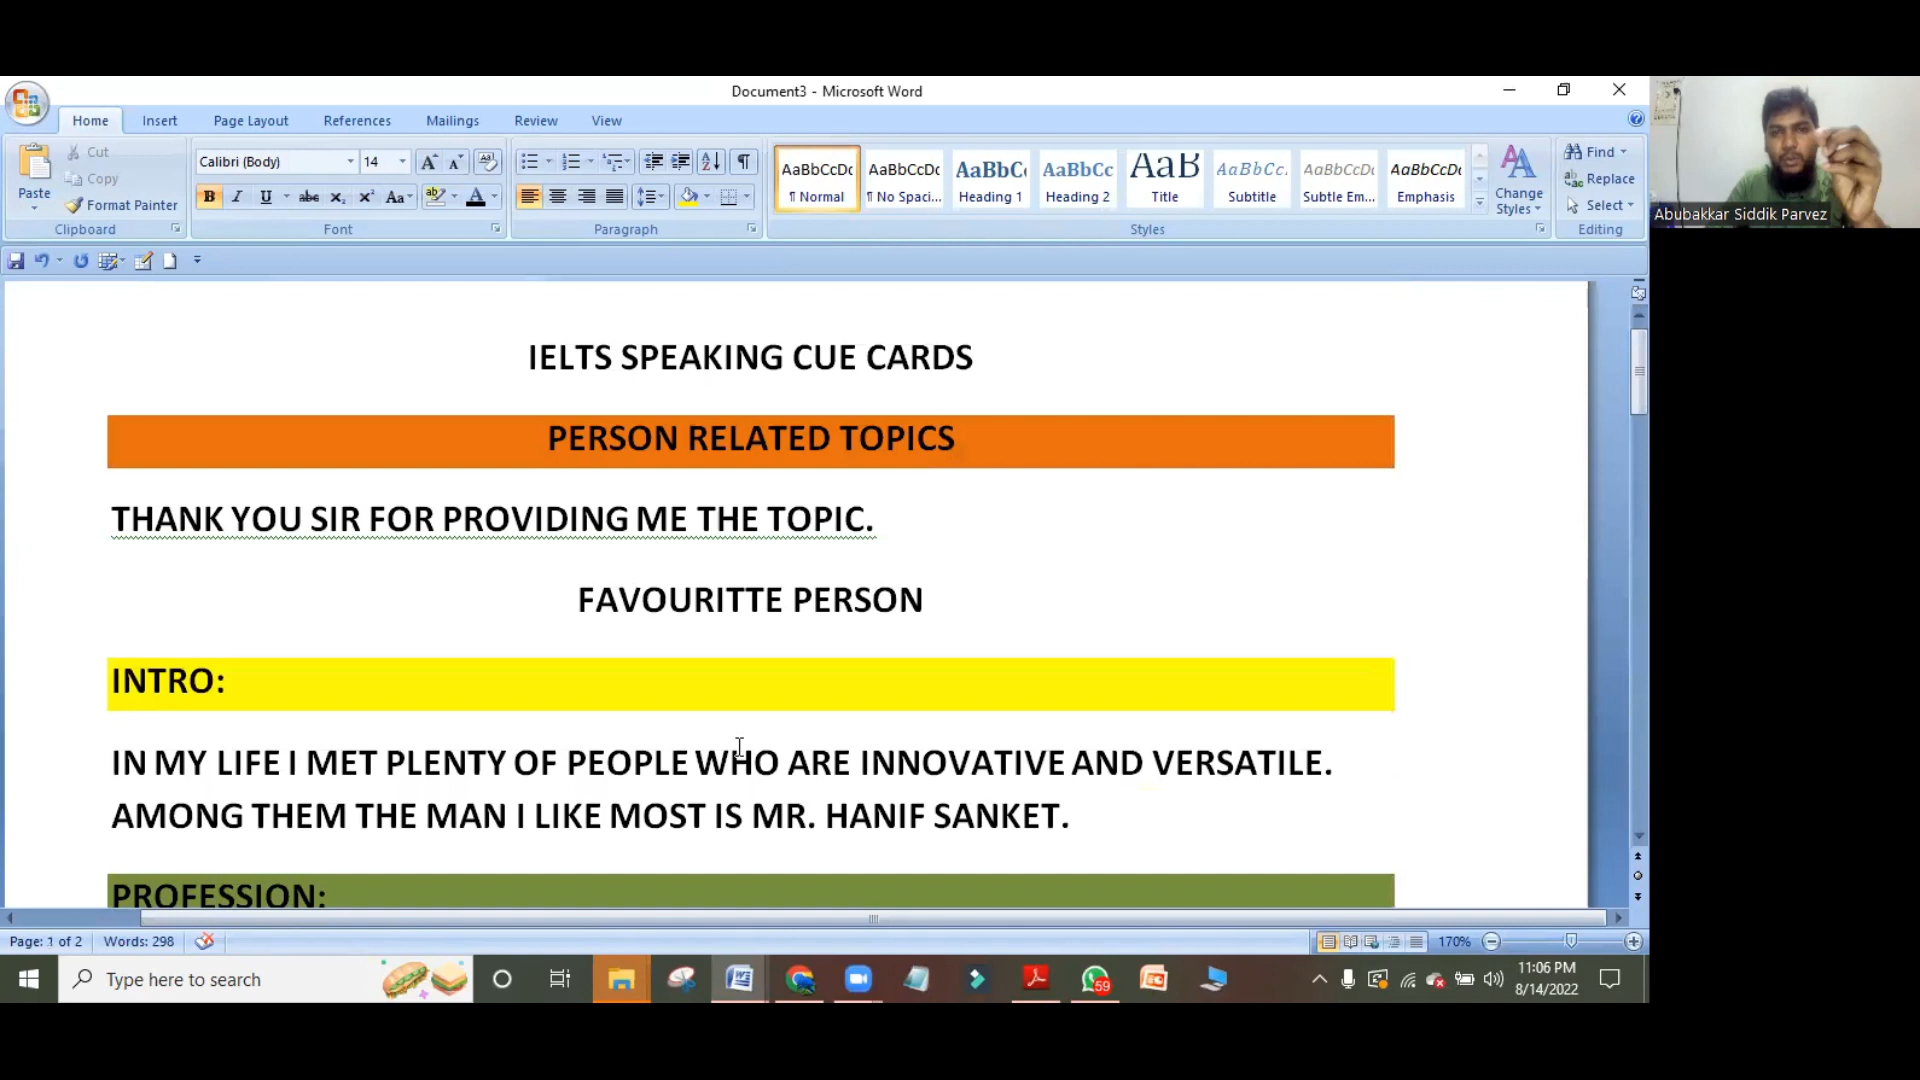 Document3 - Microsoft Word
Home Insert Page Layout References Mailings Review View
Cut
Copy
Paste
Format Painter
Clipboard
Calibri (Body) 14
Font
Paragraph
AaBbCcDc AaBbCcDc AaBbC AaBbCc AaB AaBbCc. AaBbCcDc AaBbCcDc
¶ Normal ¶ No Spaci... Heading 1 Heading 2 Title Subtitle Subtle Em... Emphasis
Change Styles
Styles
Find
Replace
Select
Editing
Abubakkar Siddik Parvez
IELTS SPEAKING CUE CARDS
PERSON RELATED TOPICS
THANK YOU SIR FOR PROVIDING ME THE TOPIC.
FAVOURITTE PERSON
INTRO:
IN MY LIFE I MET PLENTY OF PEOPLE WHO ARE INNOVATIVE AND VERSATILE.
AMONG THEM THE MAN I LIKE MOST IS MR. HANIF SANKET.
PROFESSION:
Page: 1 of 2 Words: 298 170%
Type here to search
59
11:06 PM
8/14/2022